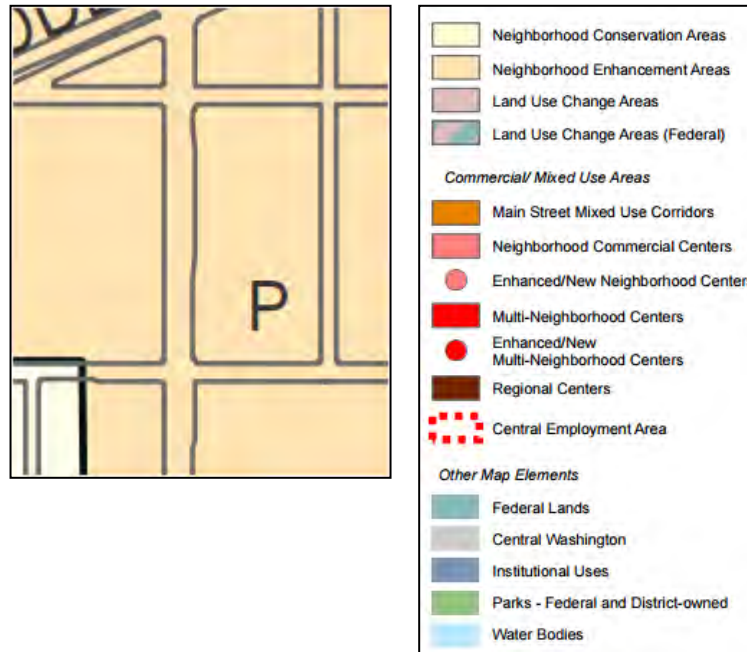 P
Neighborhood Conservation Areas
Neighborhood Enhancement Areas
Land Use Change Areas
Land Use Change Areas (Federal)
Commercial/ Mixed Use Areas
Main Street Mixed Use Corridors
Neighborhood Commercial Centers
Enhanced/New Neighborhood Center
Multi-Neighborhood Centers
Enhanced/New
Multi-Neighborhood Centers
Regional Centers
Central Employment Area
Other Map Elements
Federal Lands
Central Washington
Institutional Uses
Parks - Federal and District-owned
Water Bodies